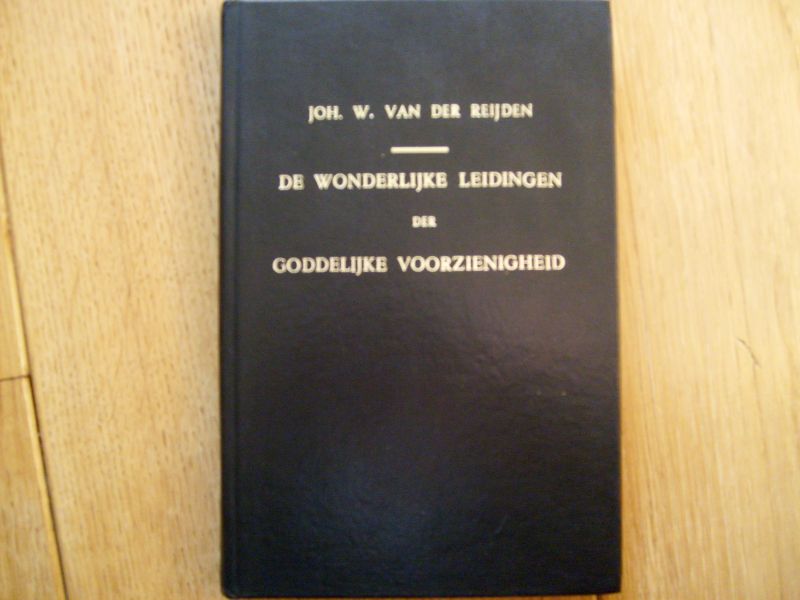 JOH. W. VAN DER REIJDEN
DE WONDERLIJKE LEIDINGEN
DER
GODDELIJKE VOORZIENIGHEID